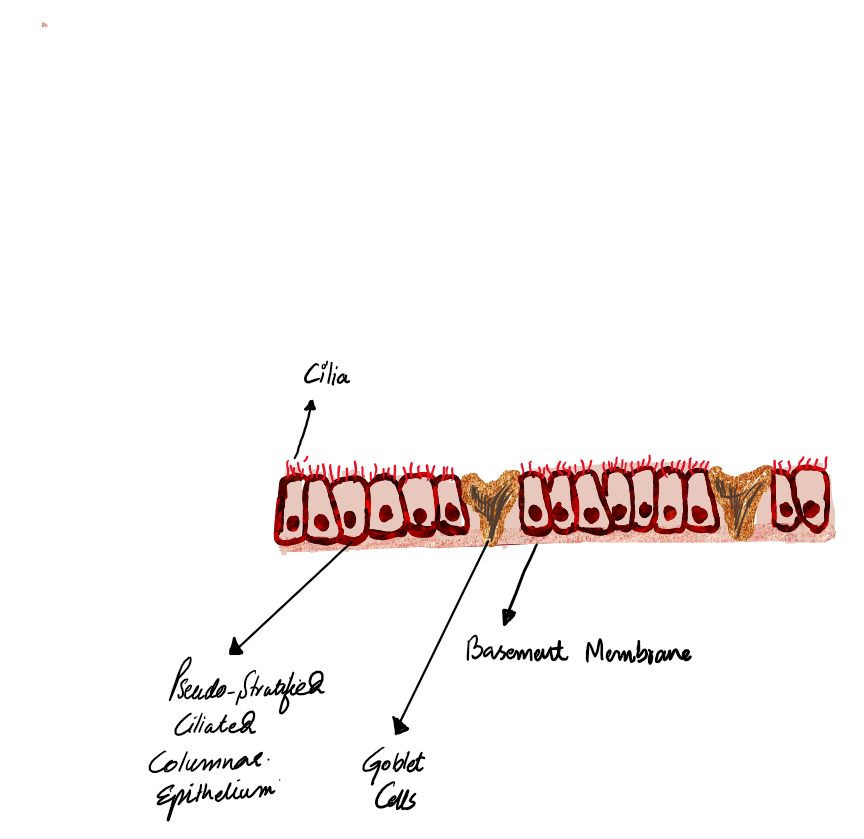 Cilia
Basement Membrane
Pseudo-Stratified
Ciliated
Columnar
Epithelium
Goblet
Cells